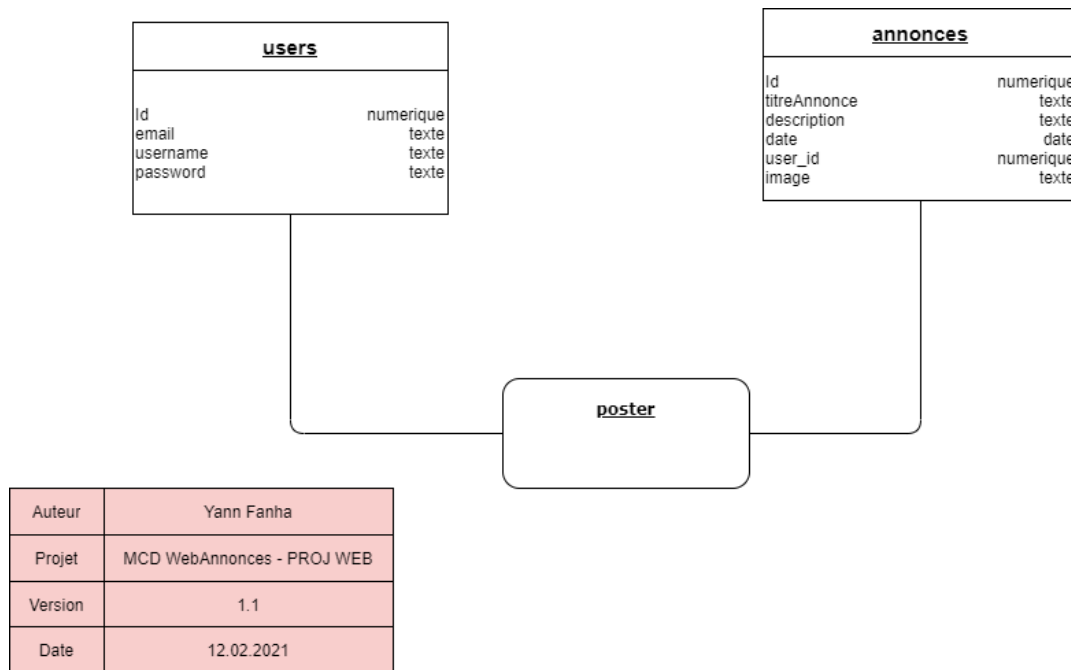 users
Id numerique
email texte
username texte
password texte
annonces
Id numerique
titreAnnonce texte
description texte
date date
user_id numerique
image texte
poster
Auteur Yann Fanha
Projet MCD WebAnnonces - PROJ WEB
Version 1.1
Date 12.02.2021